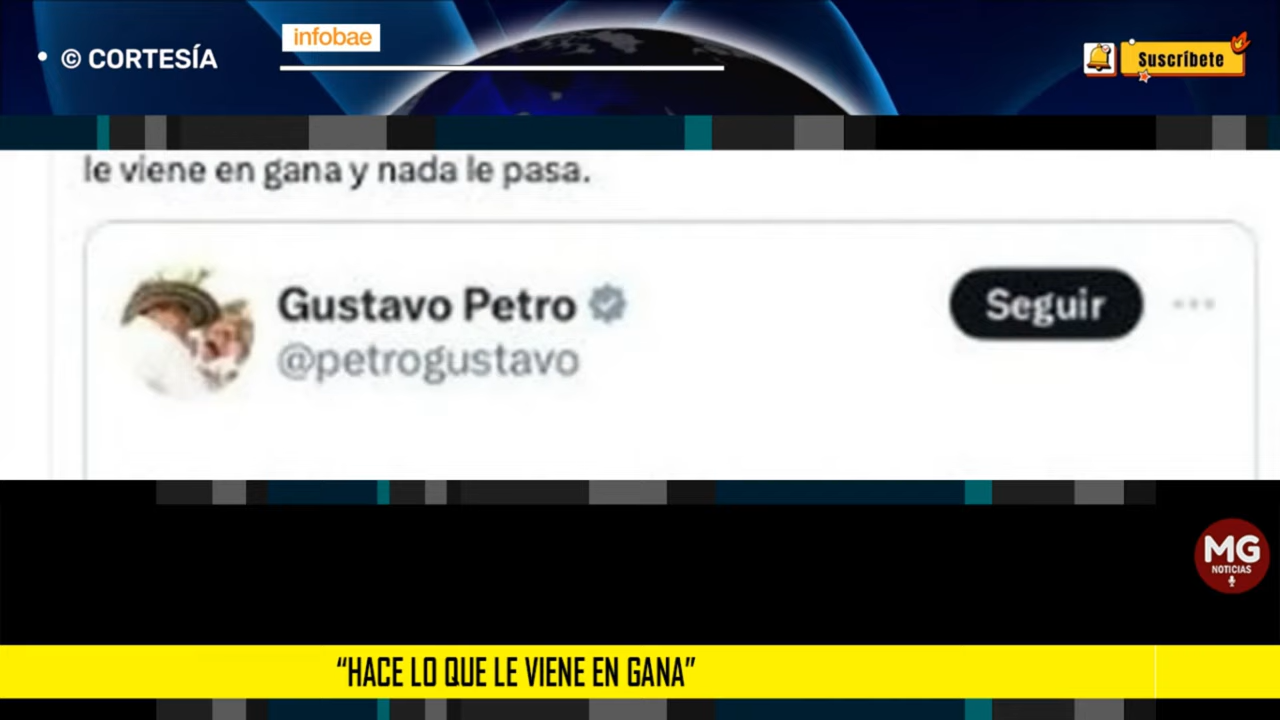 • © CORTESÍA
infobae
Suscríbete
le viene en gana y nada le pasa.
Gustavo Petro
@petrogustavo
Seguir
MG
NOTICIAS
“HACE LO QUE LE VIENE EN GANA”